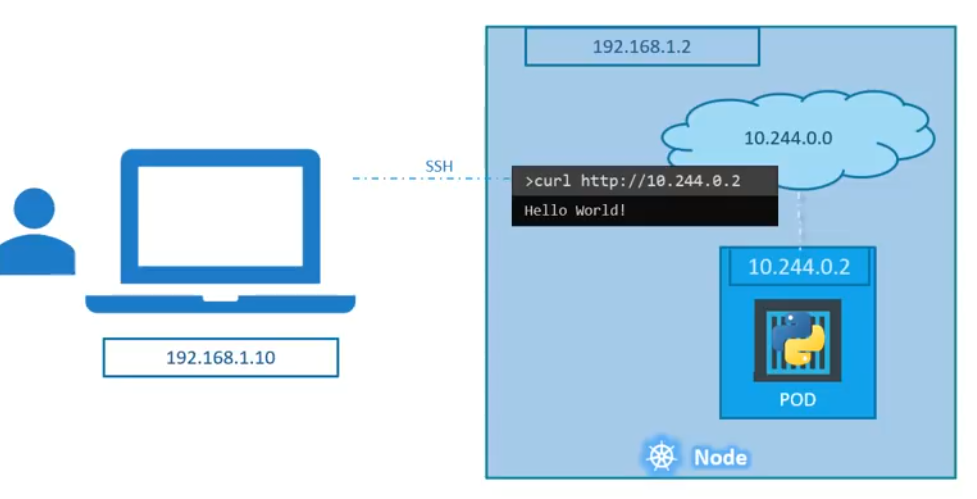 192.168.1.2
10.244.0.0
SSH
>curl http://10.244.0.2
Hello World!
10.244.0.2
192.168.1.10
POD
Node